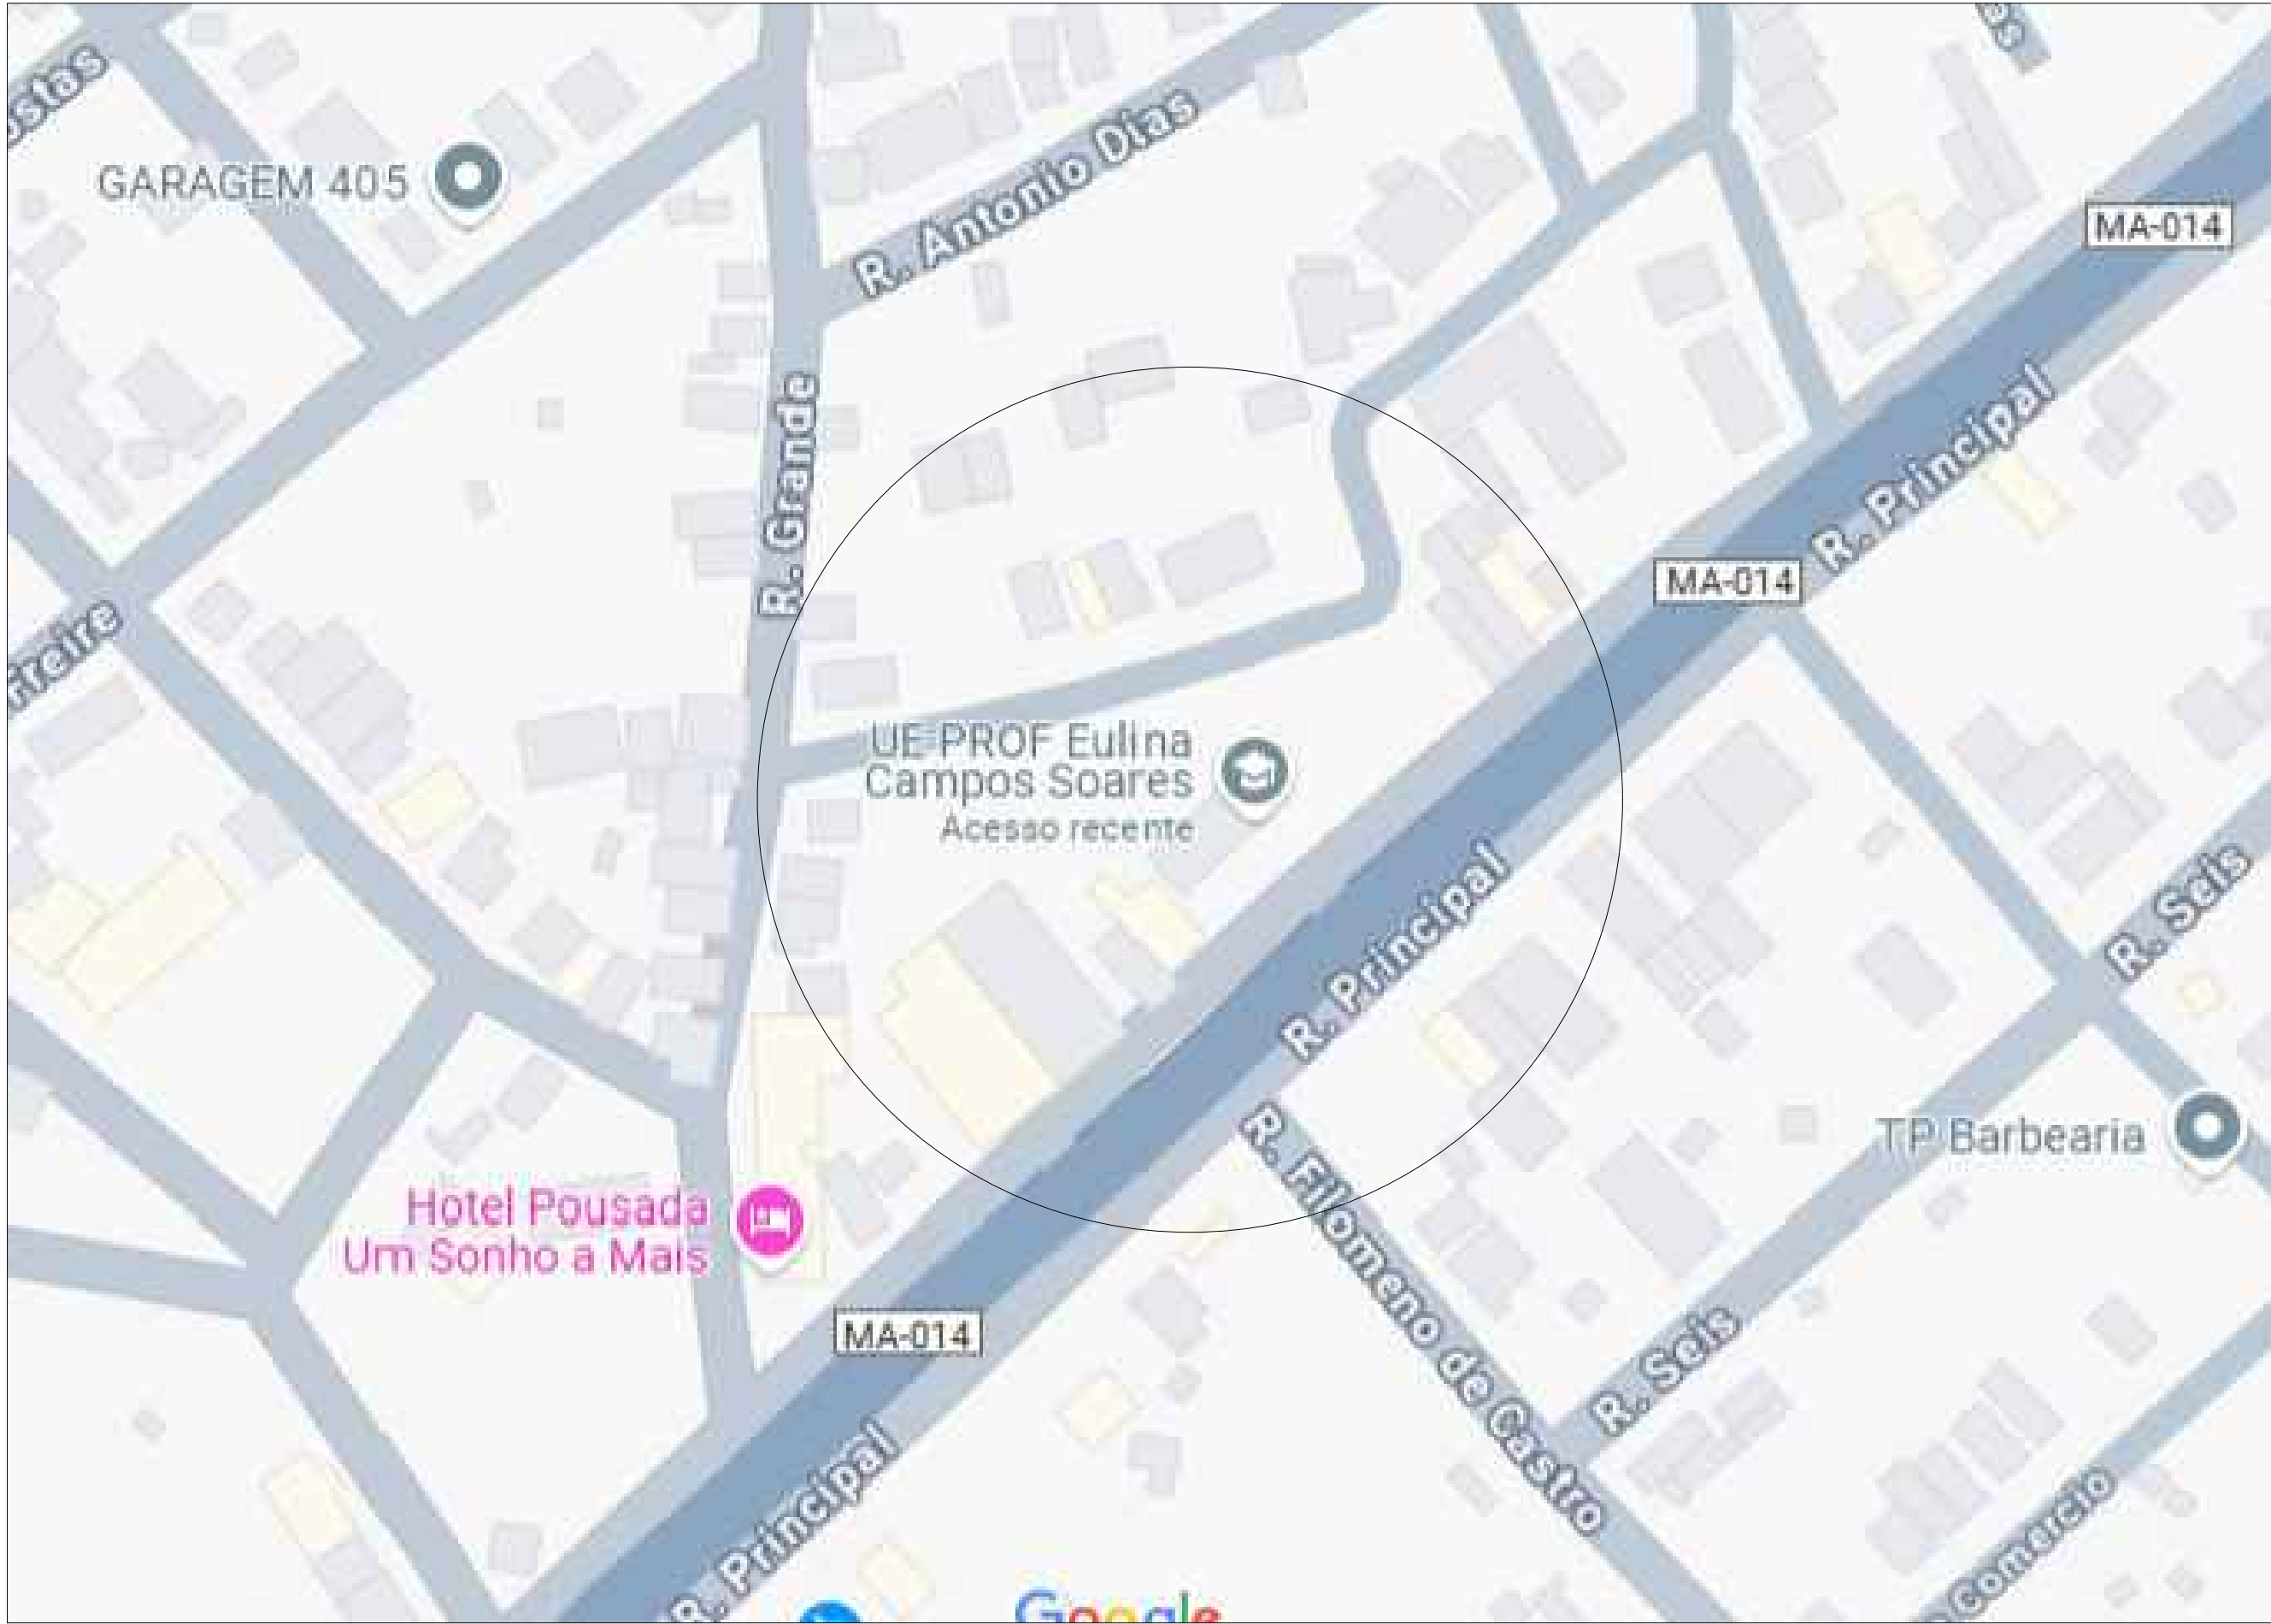 GARAGEM 405
R. Antonio Dias
MA-014
R. Grande
R. Principal
MA-014
UE PROF Eulina
Campos Soares
Acesso recente
R. Principal
R. Seis
TP Barbearia
R. Filomeno de Castro
Hotel Pousada
Um Sonho a Mais
MA-014
R. Seis
R. Principal
Comercio
Google